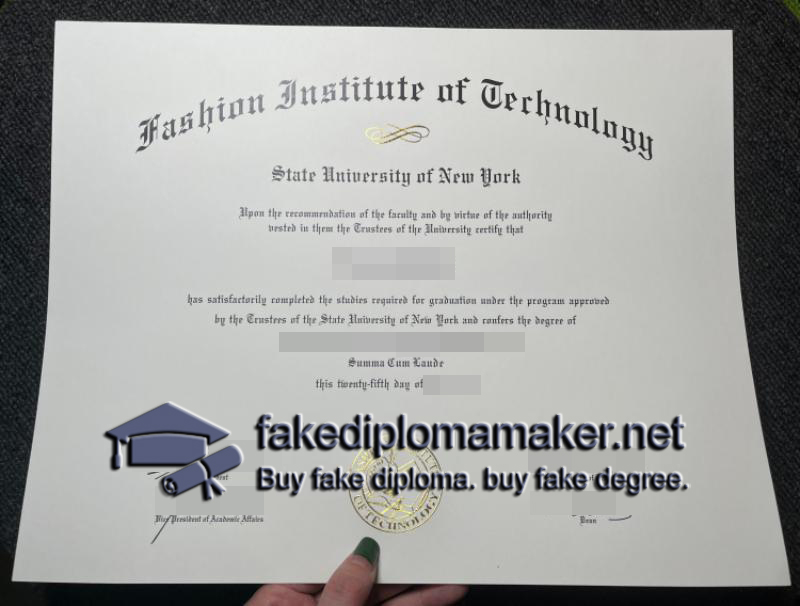 Fashion Institute of Technology
State University of New York
Upon the recommendation of the faculty and by virtue of the authority
vested in them the Trustees of the University certify that
has satisfactorily completed the studies required for graduation under the program approved
by the Trustees of the State University of New York and confers the degree of
Summa Cum Laude
this twenty-fifth day of
fakediplomamaker.net
Buy fake diploma. buy fake degree.
OF TECHNOLOGY
Vice President of Academic Affairs
Dean